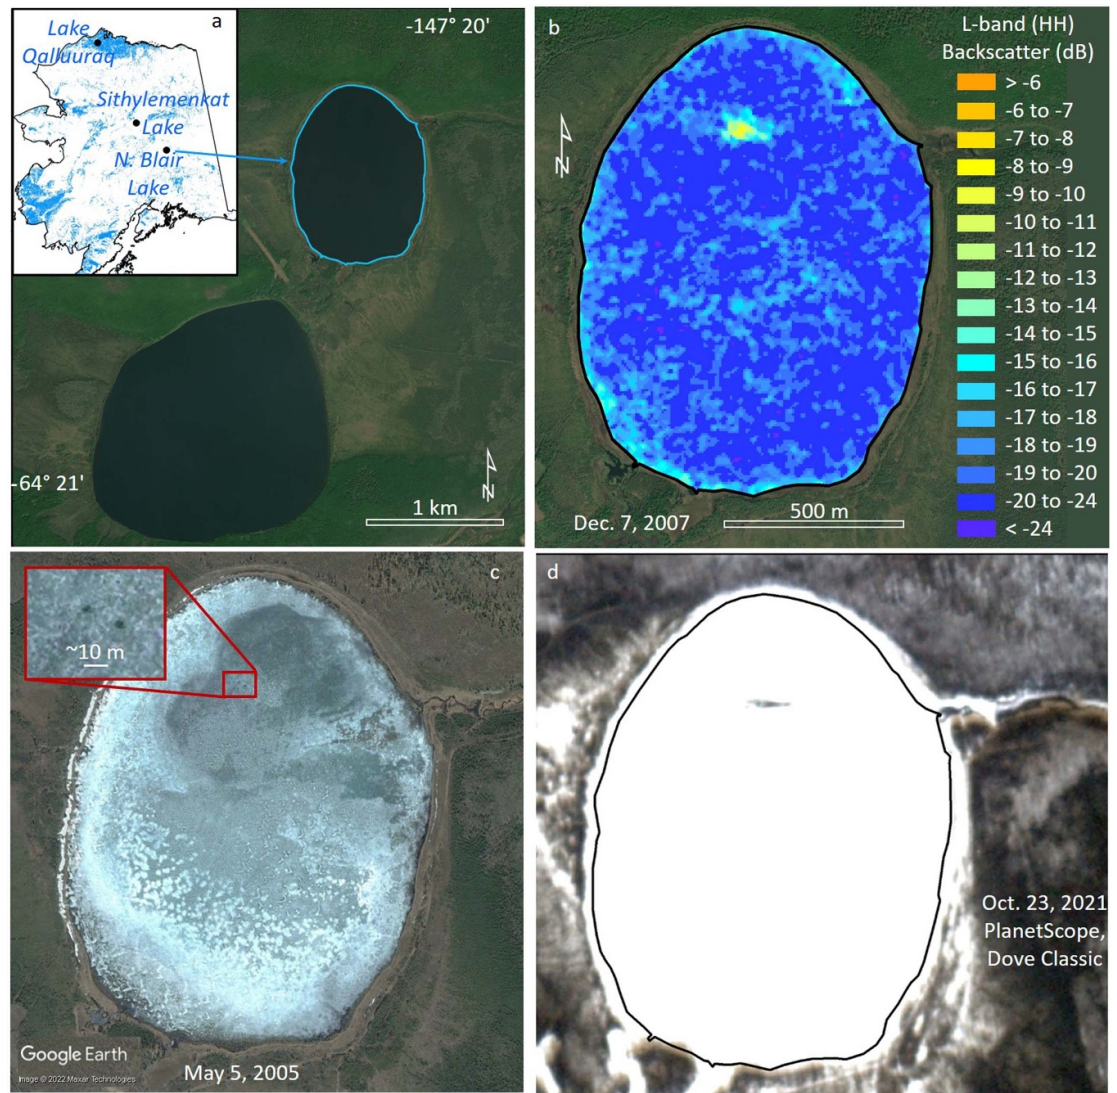 a
-147° 20'
Lake
Qalluuraq
Sithylemenkat
Lake
N. Blair
Lake
N
-64° 21'
1 km
b
L-band (HH)
Backscatter (dB)
> -6
-6 to -7
-7 to -8
-8 to -9
-9 to -10
-10 to -11
-11 to -12
-12 to -13
-13 to -14
-14 to -15
-15 to -16
-16 to -17
-17 to -18
-18 to -19
-19 to -20
-20 to -24
< -24
N
Dec. 7, 2007
500 m
c
~10 m
Google Earth
Image © 2022 Maxar Technologies
May 5, 2005
d
Oct. 23, 2021
PlanetScope,
Dove Classic